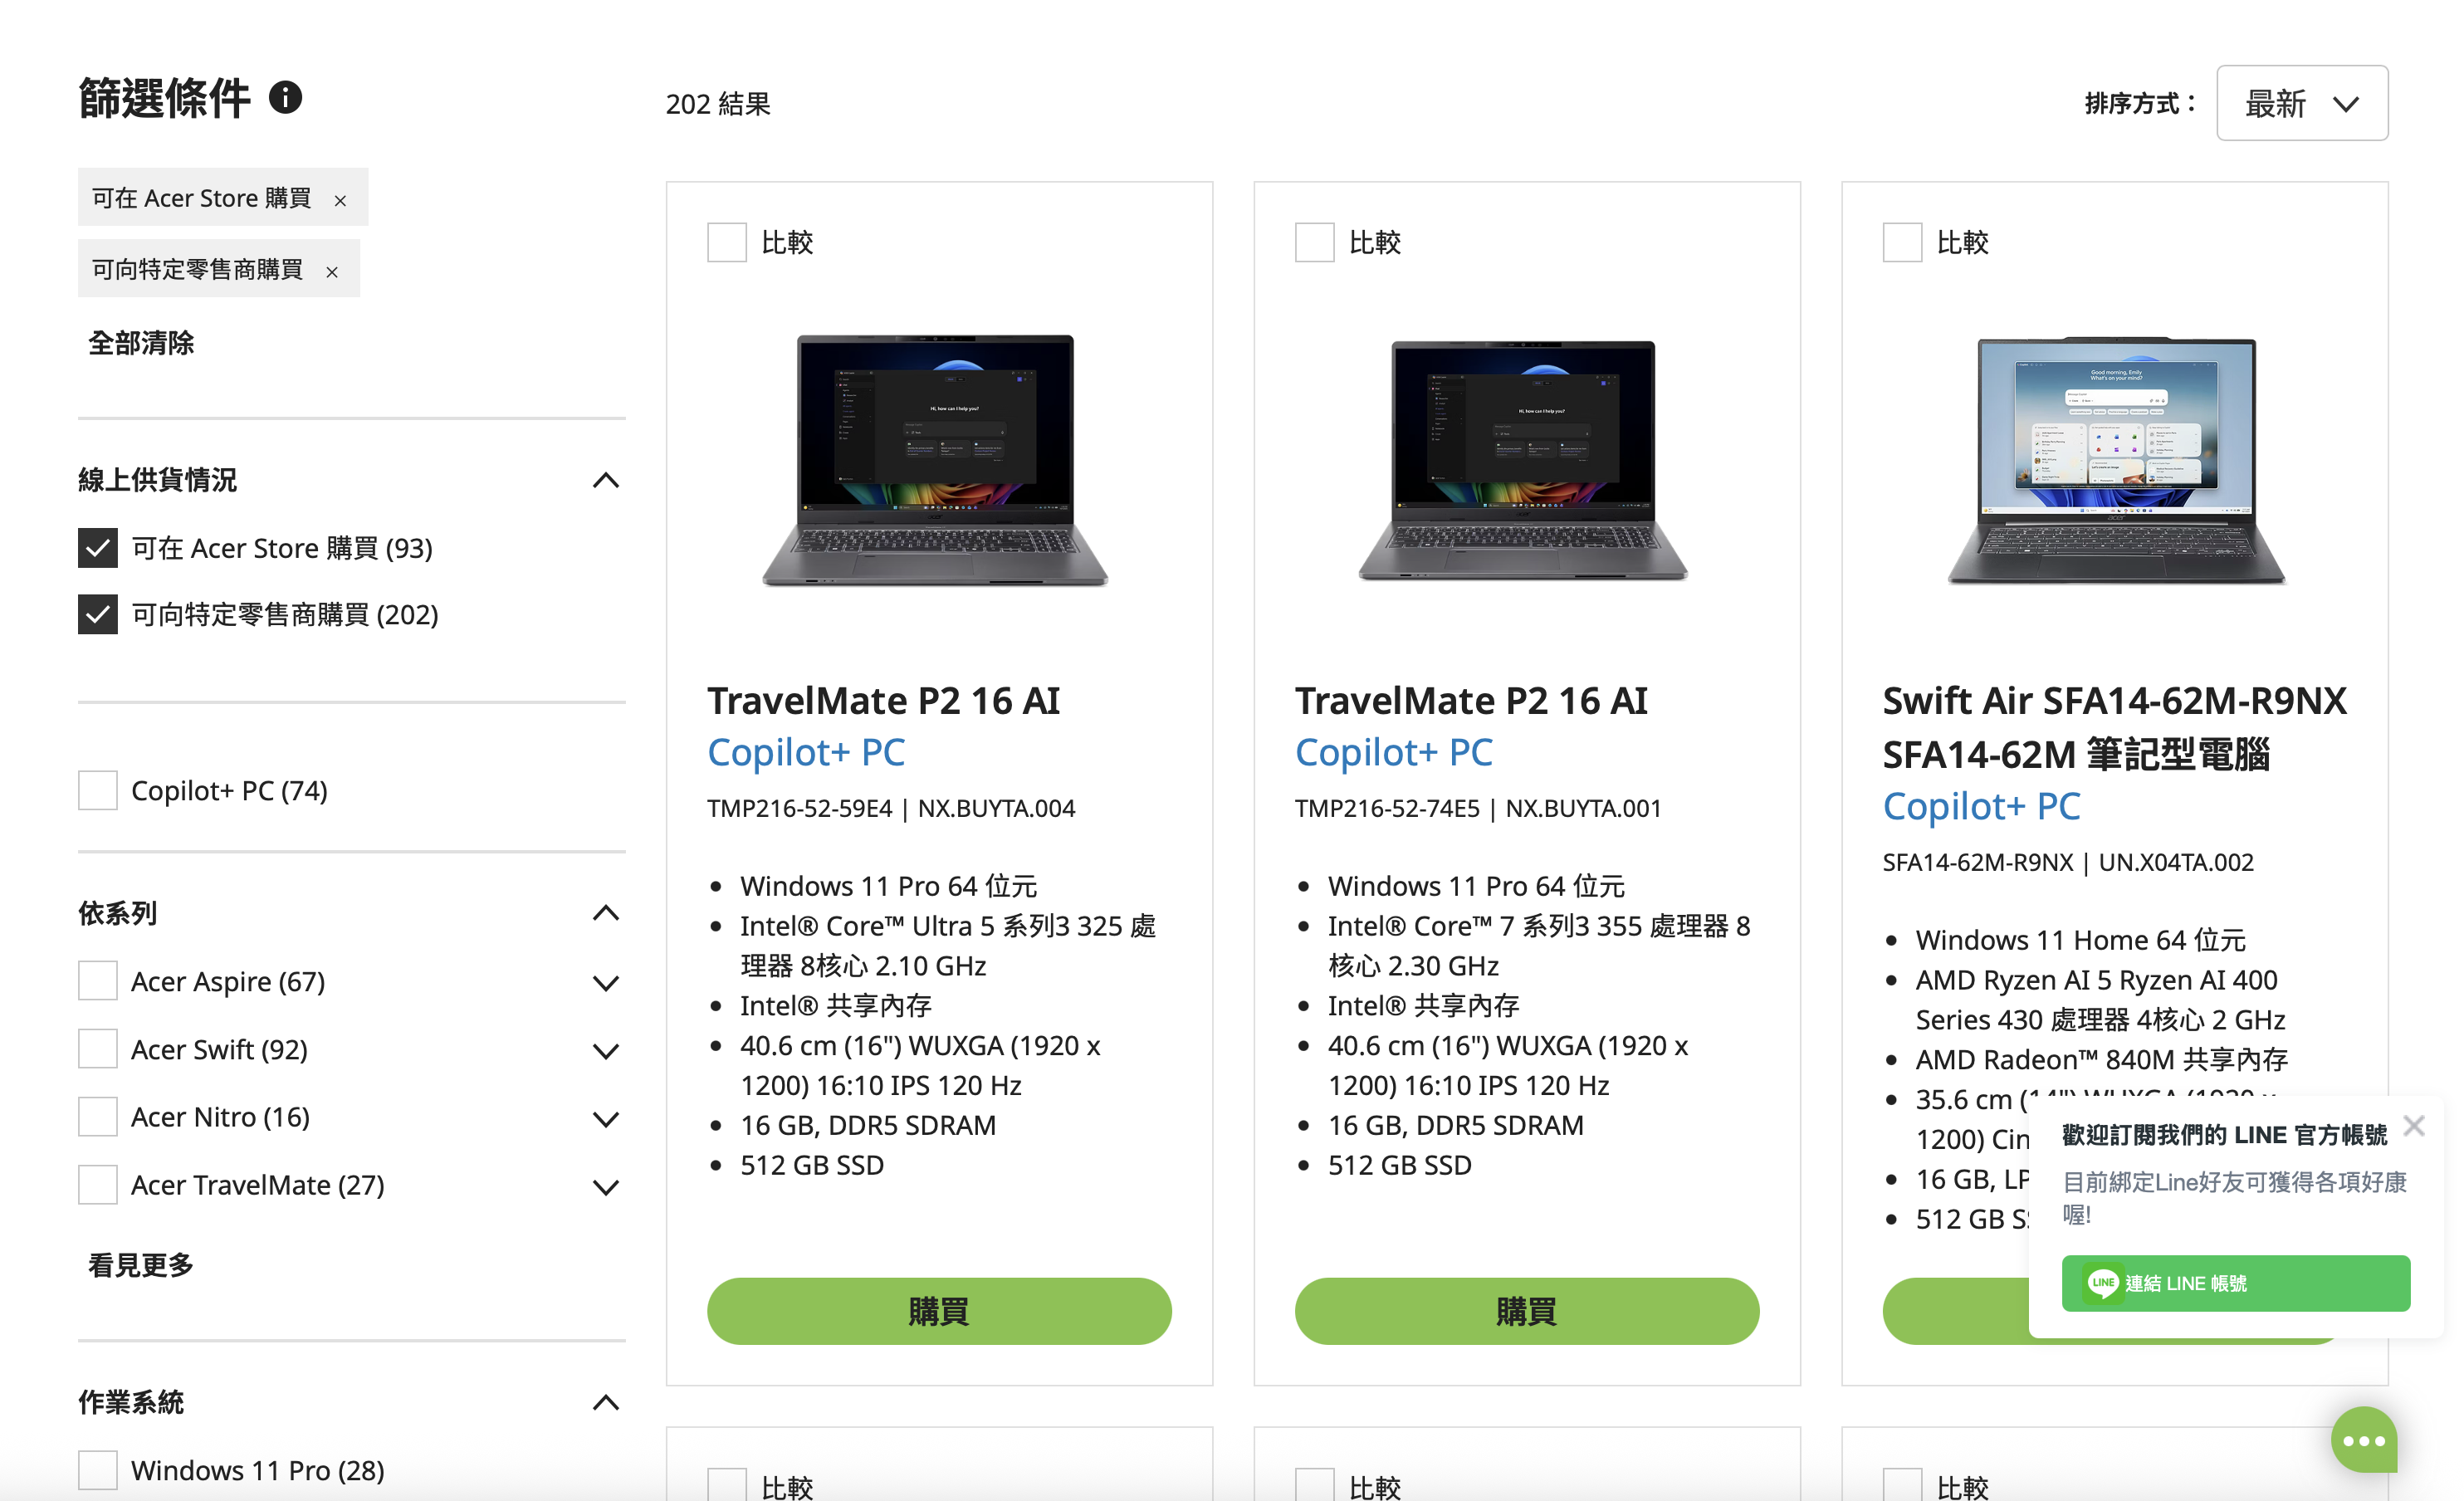 篩選條件
可在 Acer Store 購買 ×
可向特定零售商購買 ×
全部清除
線上供貨情況
可在 Acer Store 購買 (93)
可向特定零售商購買 (202)
Copilot+ PC (74)
依系列
Acer Aspire (67)
Acer Swift (92)
Acer Nitro (16)
Acer TravelMate (27)
看見更多
作業系統
Windows 11 Pro (28)
202 結果
排序方式：
最新
比較
TravelMate P2 16 AI
Copilot+ PC
TMP216-52-59E4 | NX.BUYTA.004
Windows 11 Pro 64 位元
Intel® Core™ Ultra 5 系列3 325 處
理器 8核心 2.10 GHz
Intel® 共享內存
40.6 cm (16") WUXGA (1920 x
1200) 16:10 IPS 120 Hz
16 GB, DDR5 SDRAM
512 GB SSD
購買
比較
TravelMate P2 16 AI
Copilot+ PC
TMP216-52-74E5 | NX.BUYTA.001
Windows 11 Pro 64 位元
Intel® Core™ 7 系列3 355 處理器 8
核心 2.30 GHz
Intel® 共享內存
40.6 cm (16") WUXGA (1920 x
1200) 16:10 IPS 120 Hz
16 GB, DDR5 SDRAM
512 GB SSD
購買
比較
Good morning, Emily
What's on your mind?
Swift Air SFA14-62M-R9NX
SFA14-62M 筆記型電腦
Copilot+ PC
SFA14-62M-R9NX | UN.X04TA.002
Windows 11 Home 64 位元
AMD Ryzen AI 5 Ryzen AI 400
Series 430 處理器 4核心 2 GHz
AMD Radeon™ 840M 共享內存
35.6 cm (14") WUXGA (1920 x
1200)
16 GB,
512 GB
歡迎訂閱我們的 LINE 官方帳號
目前綁定Line好友可獲得各項好康
喔!
LINE 連結 LINE 帳號
比較
比較
比較